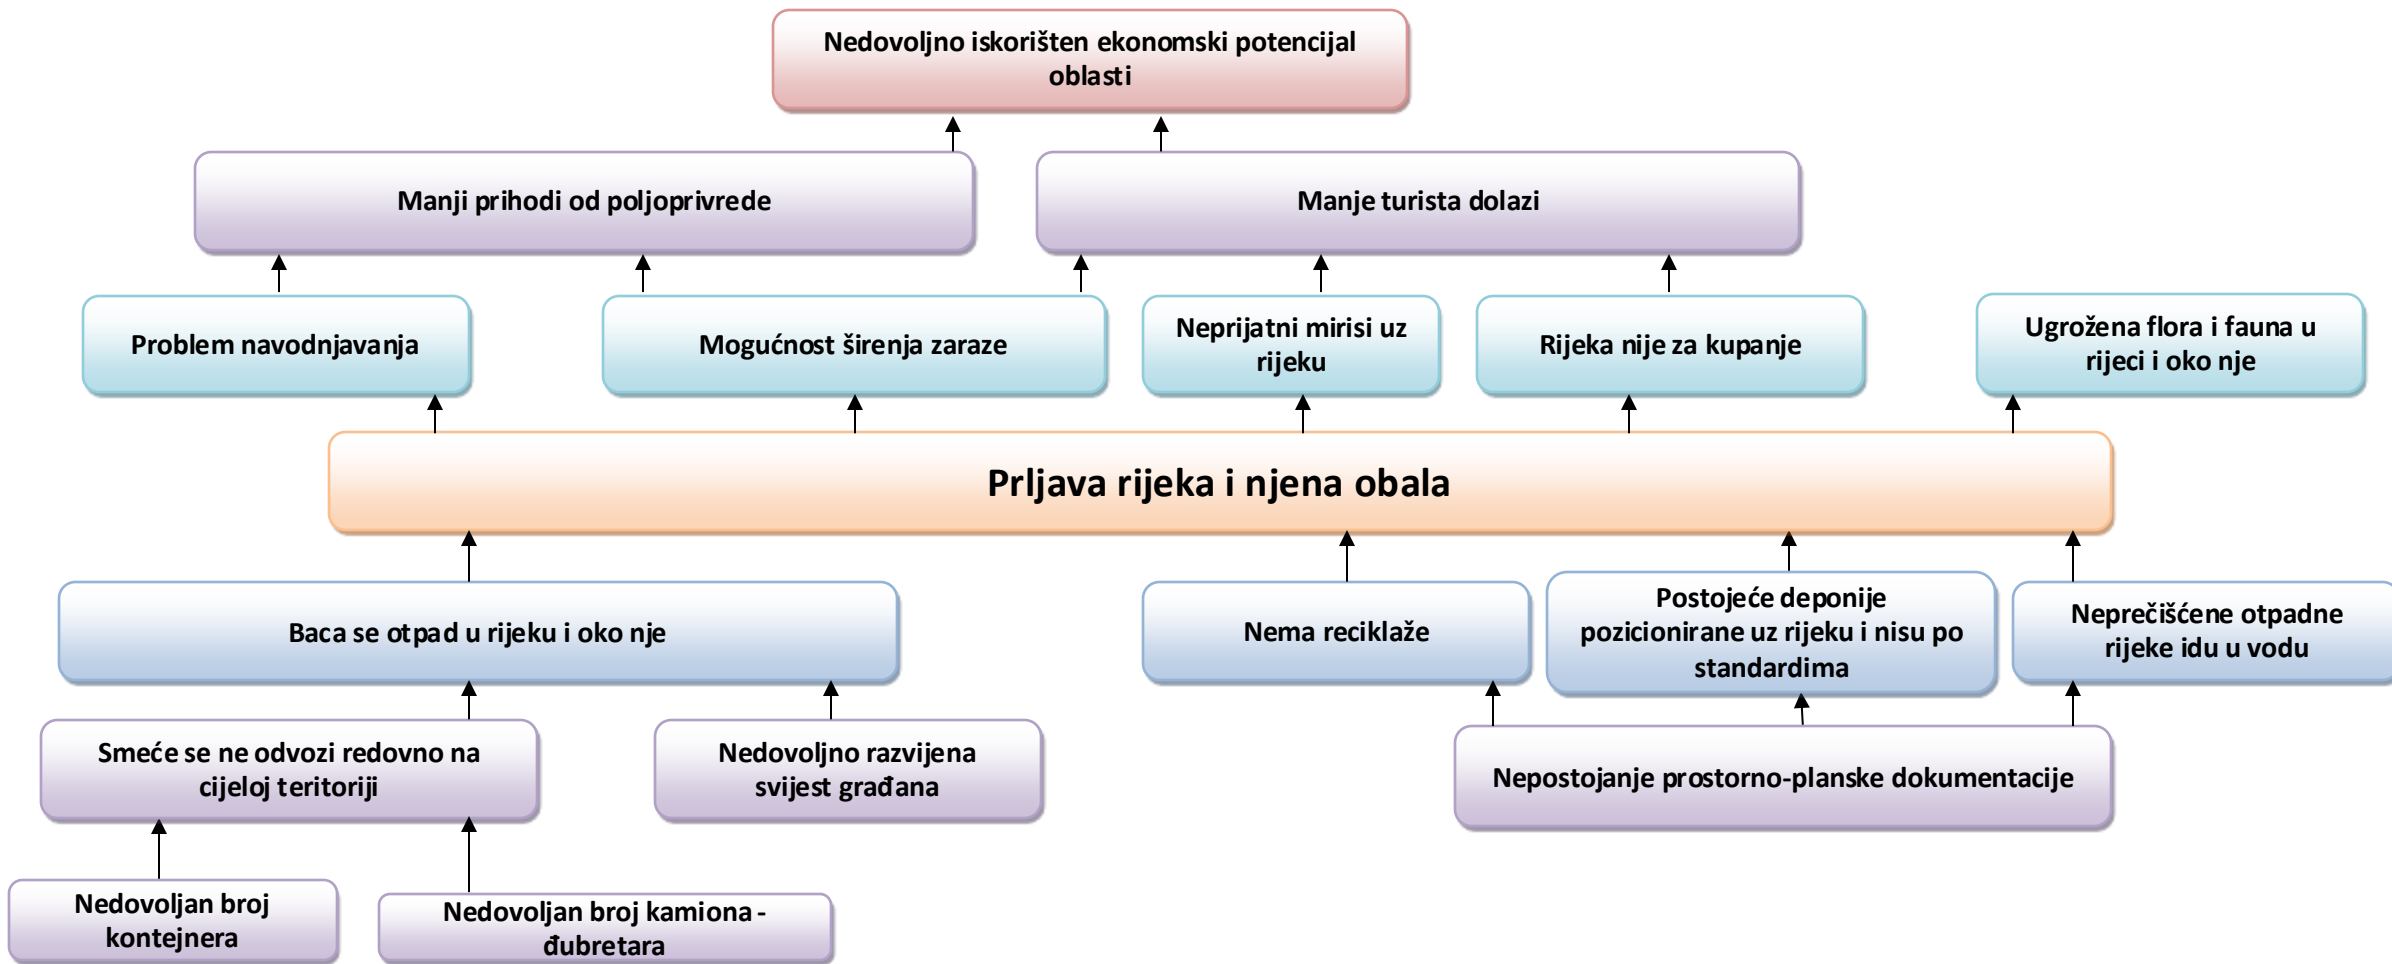 Nedovoljno iskorišten ekonomski potencijal
oblasti
Manji prihodi od poljoprivrede
Manje turista dolazi
Problem navodnjavanja
Mogućnost širenja zaraze
Neprijatni mirisi uz
rijeku
Rijeka nije za kupanje
Ugrožena flora i fauna u
rijeci i oko nje
Prljava rijeka i njena obala
Baca se otpad u rijeku i oko nje
Nema reciklaže
Postojeće deponije
pozicionirane uz rijeku i nisu po
standardima
Neprečišćene otpadne
rijeke idu u vodu
Smeće se ne odvozi redovno na
cijeloj teritoriji
Nedovoljno razvijena
svijest građana
Nepostojanje prostorno-planske dokumentacije
Nedovoljan broj
kontejnera
Nedovoljan broj kamiona -
đubretara